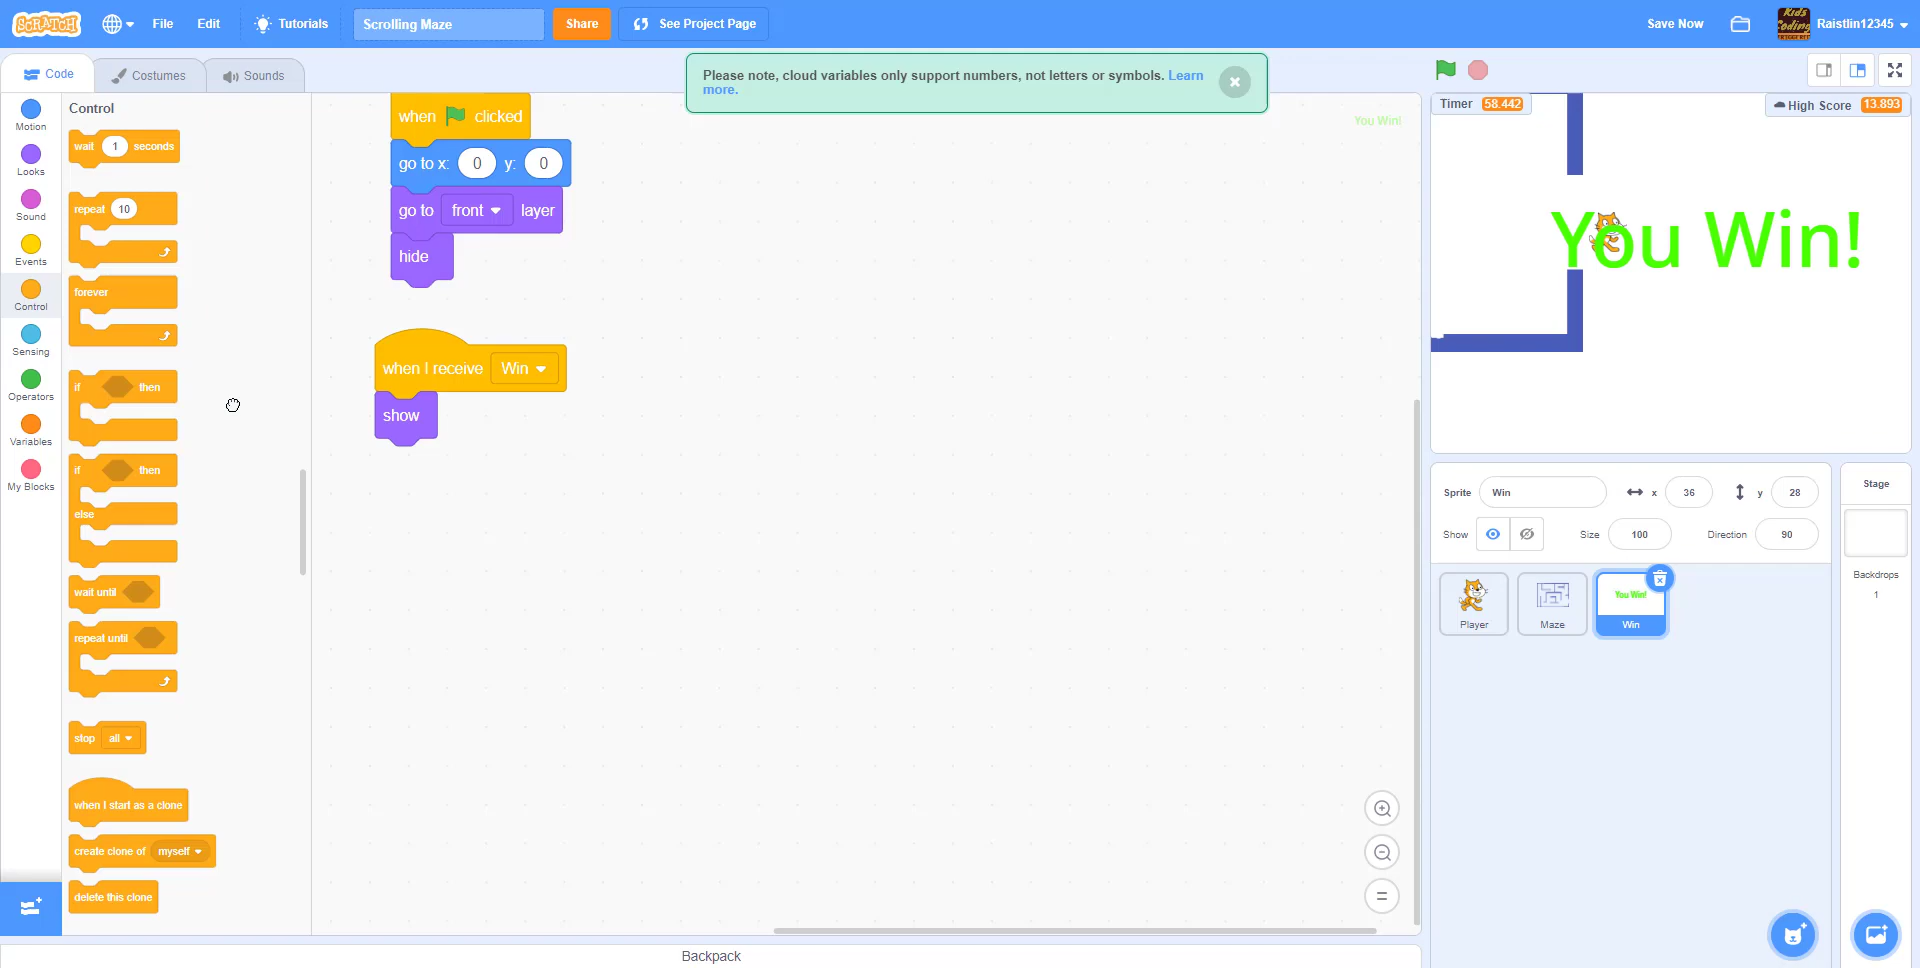 SCRATCH
File
Edit
Tutorials
Scrolling Maze
Share
See Project Page
Save Now
Raistlin12345
Code
Costumes
Sounds
Please note, cloud variables only support numbers, not letters or symbols. Learn
more.
Motion
Looks
Sound
Events
Control
Sensing
Operators
Variables
My Blocks
Control
wait 1 seconds
repeat 10
forever
if then
if then
else
wait until
repeat until
stop all
when I start as a clone
create clone of myself
delete this clone
when clicked
go to x: 0 y: 0
go to front layer
hide
when I receive Win
show
You Win!
Timer 58.442
High Score 13.893
You Win!
Sprite Win x 36 y 28
Show Size 100 Direction 90
Player
Maze
You Win!
Win
Stage
Backdrops
1
Backpack